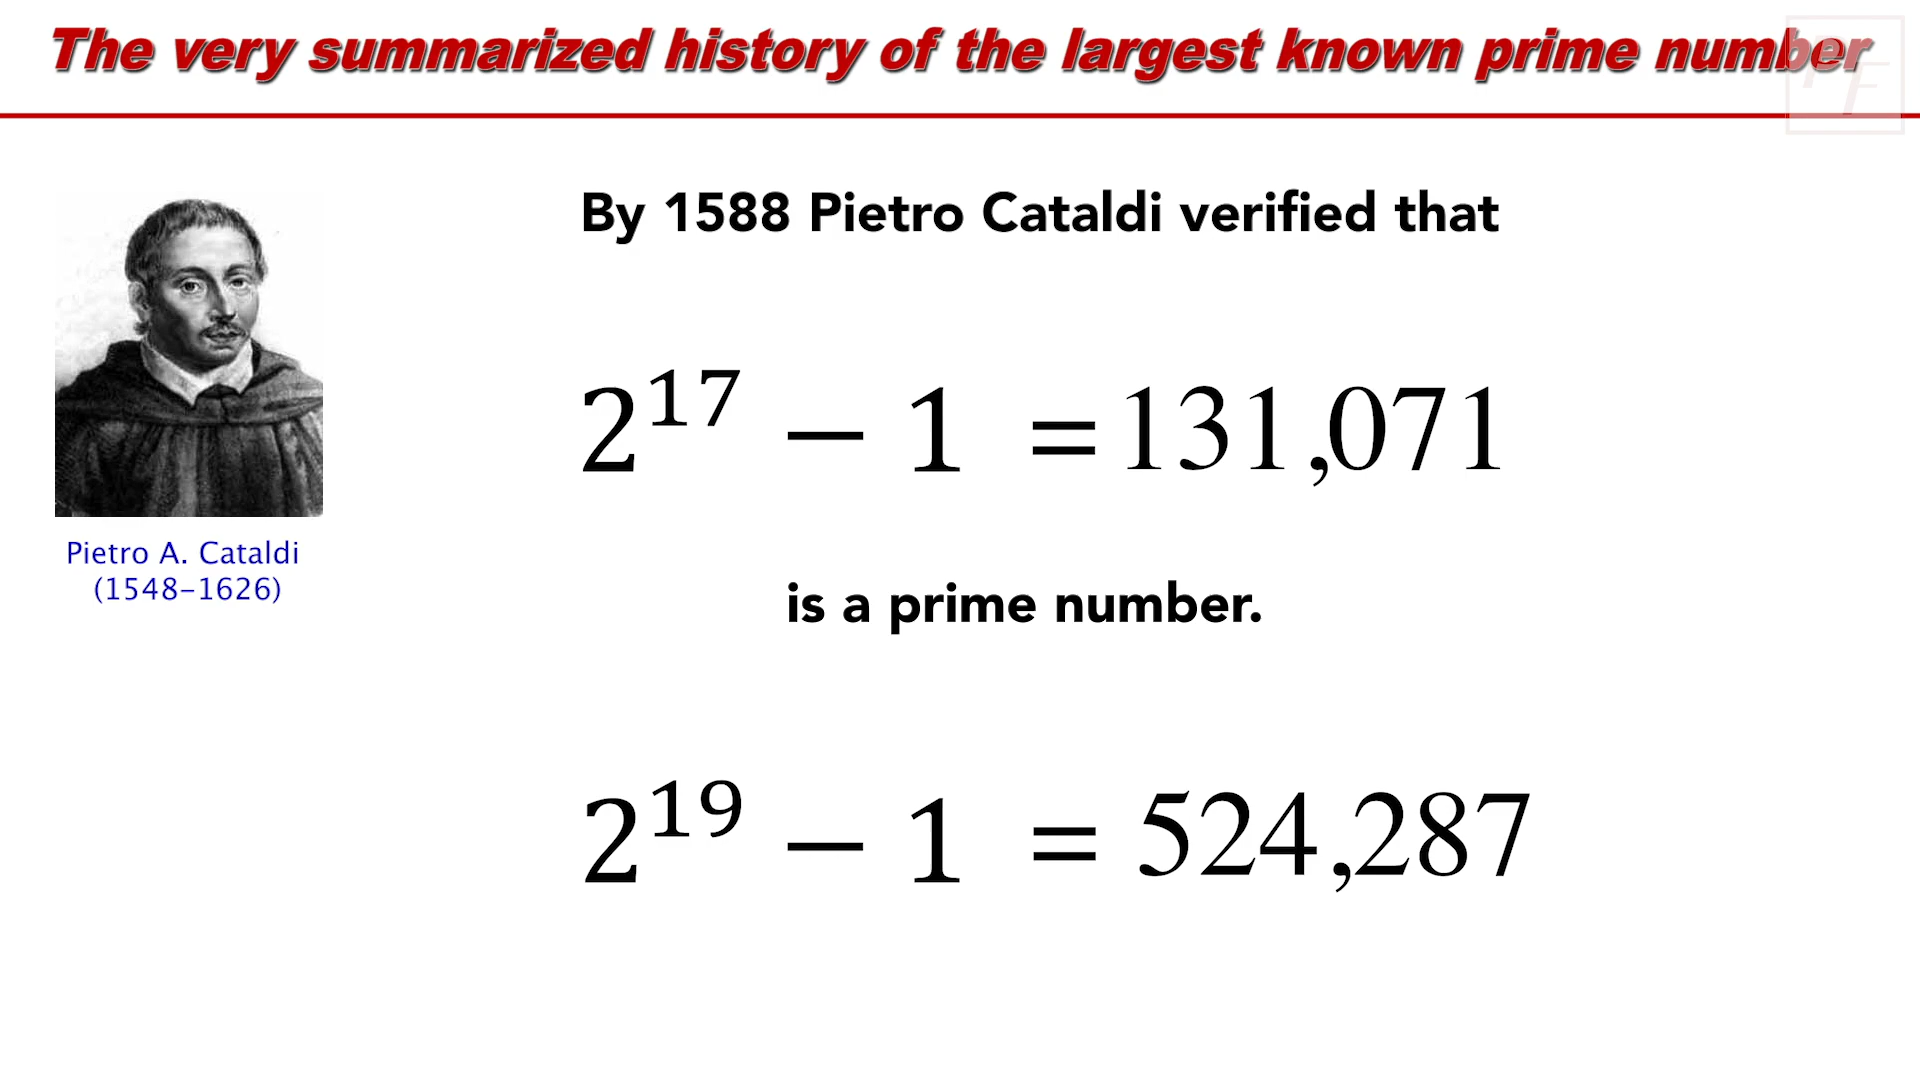 The very summarized history of the largest known prime number
By 1588 Pietro Cataldi verified that
2¹⁷ − 1 = 131,071
Pietro A. Cataldi
(1548–1626)
is a prime number.
2¹⁹ − 1 = 524,287